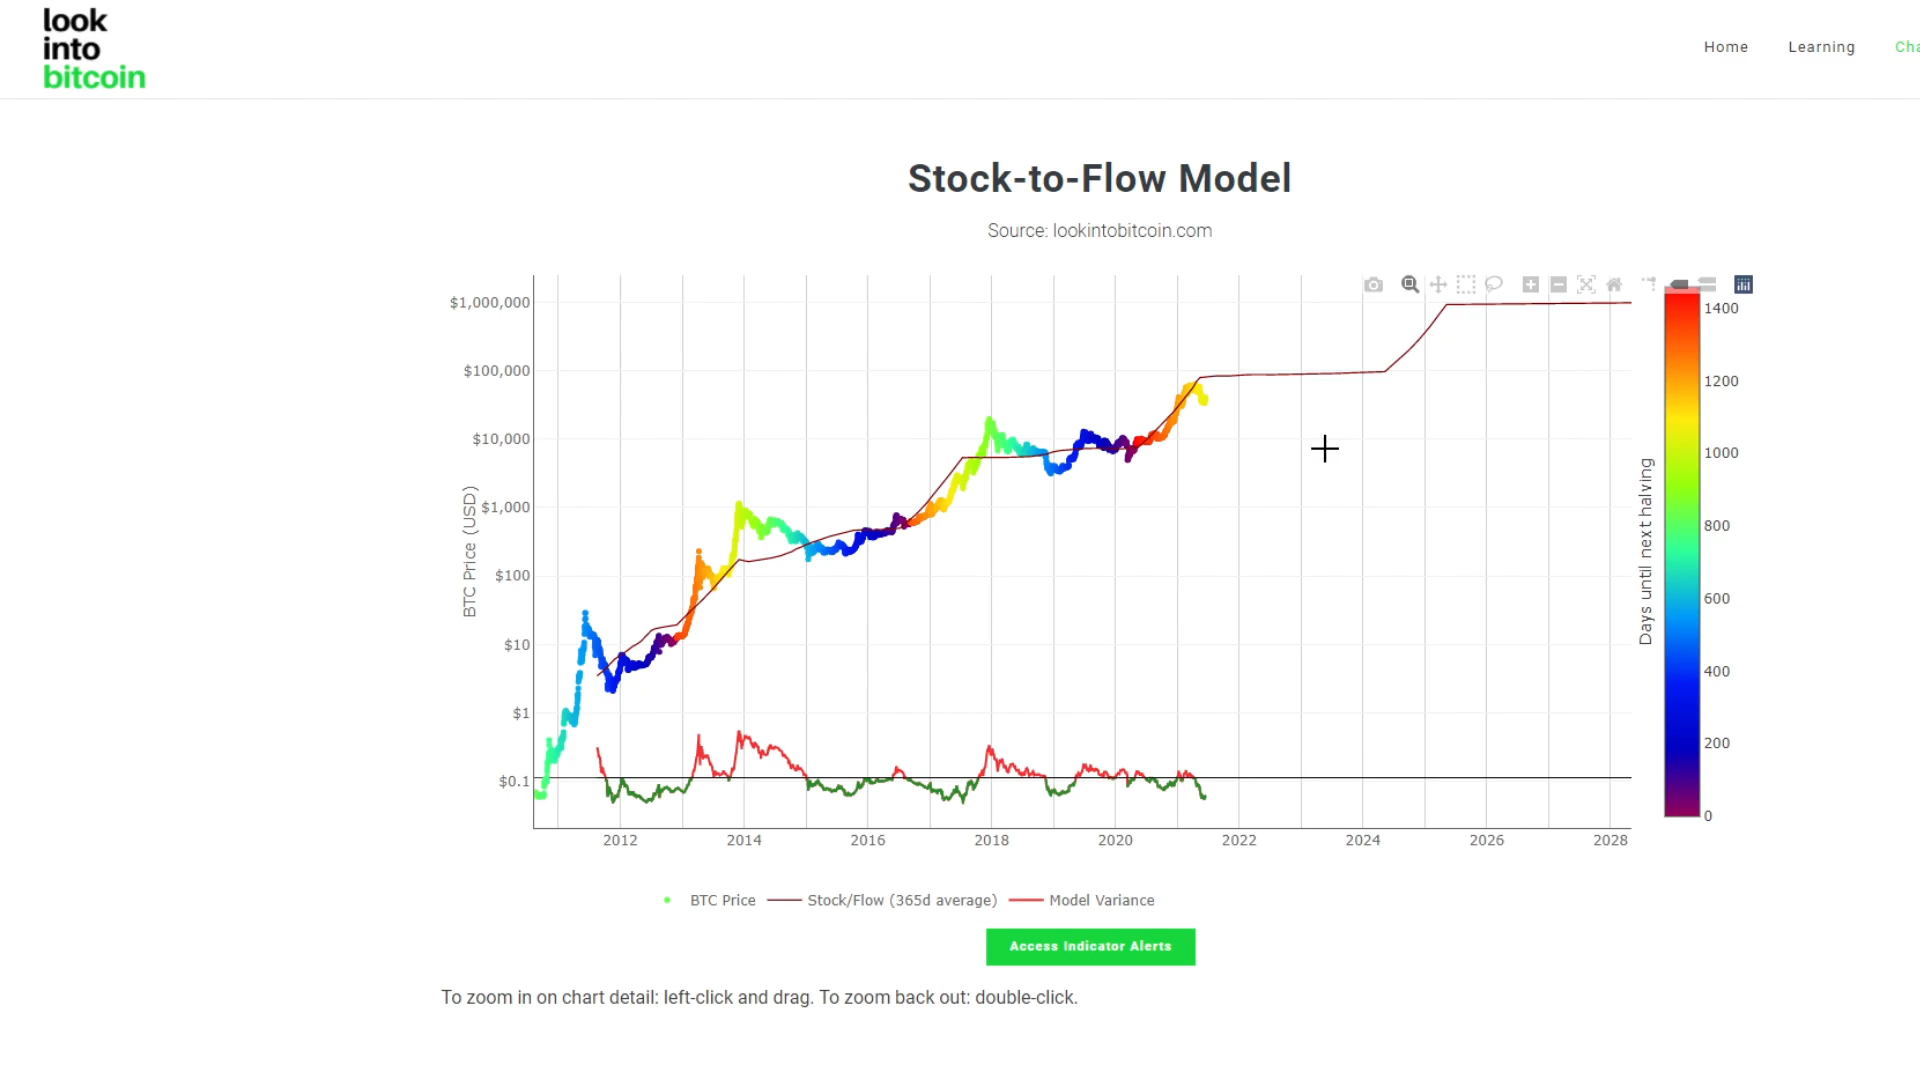 look
into
bitcoin
Home Learning Cha
Stock-to-Flow Model
Source: lookintobitcoin.com
$1,000,000
$100,000
$10,000
$1,000
$100
$10
$1
$0.1
BTC Price (USD)
2012 2014 2016 2018 2020 2022 2024 2026 2028
Days until next halving
1400
1200
1000
800
600
400
200
0
BTC Price Stock/Flow (365d average) Model Variance
Access Indicator Alerts
To zoom in on chart detail: left-click and drag. To zoom back out: double-click.